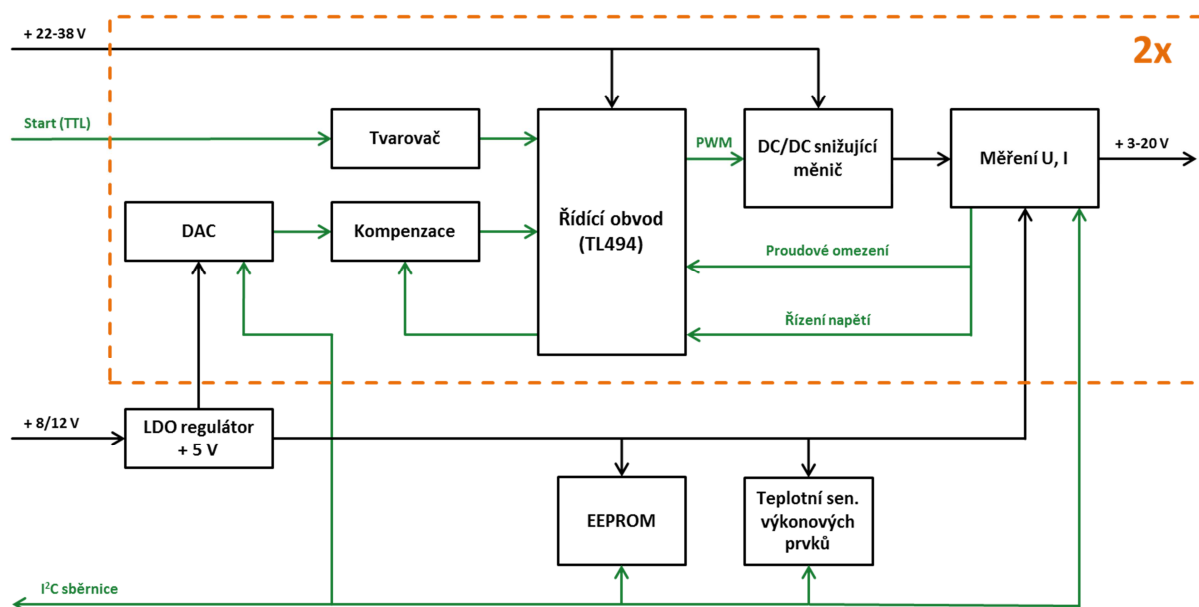 + 22-38 V
2x
Start (TTL)
Tvarovač
PWM
DC/DC snižující
měnič
Měření U, I
+ 3-20 V
DAC
Kompenzace
Řídící obvod
(TL494)
Proudové omezení
Řízení napětí
+ 8/12 V
LDO regulátor
+ 5 V
EEPROM
Teplotní sen.
výkonových
prvků
I²C sběrnice